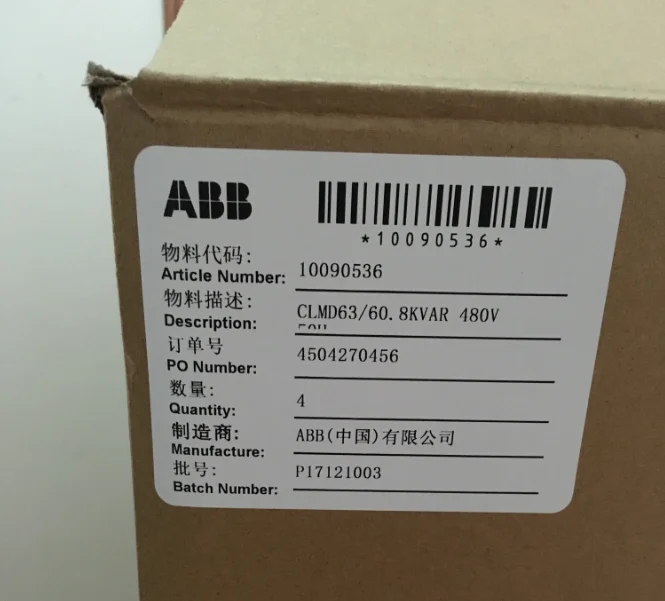 ABB
*10090536*
物料代码:
Article Number: 10090536
物料描述:
Description: CLMD63/60.8KVAR 480V
订单号
PO Number: 4504270456
数量:
Quantity: 4
制造商:
Manufacture: ABB(中国)有限公司
批号:
Batch Number: P17121003